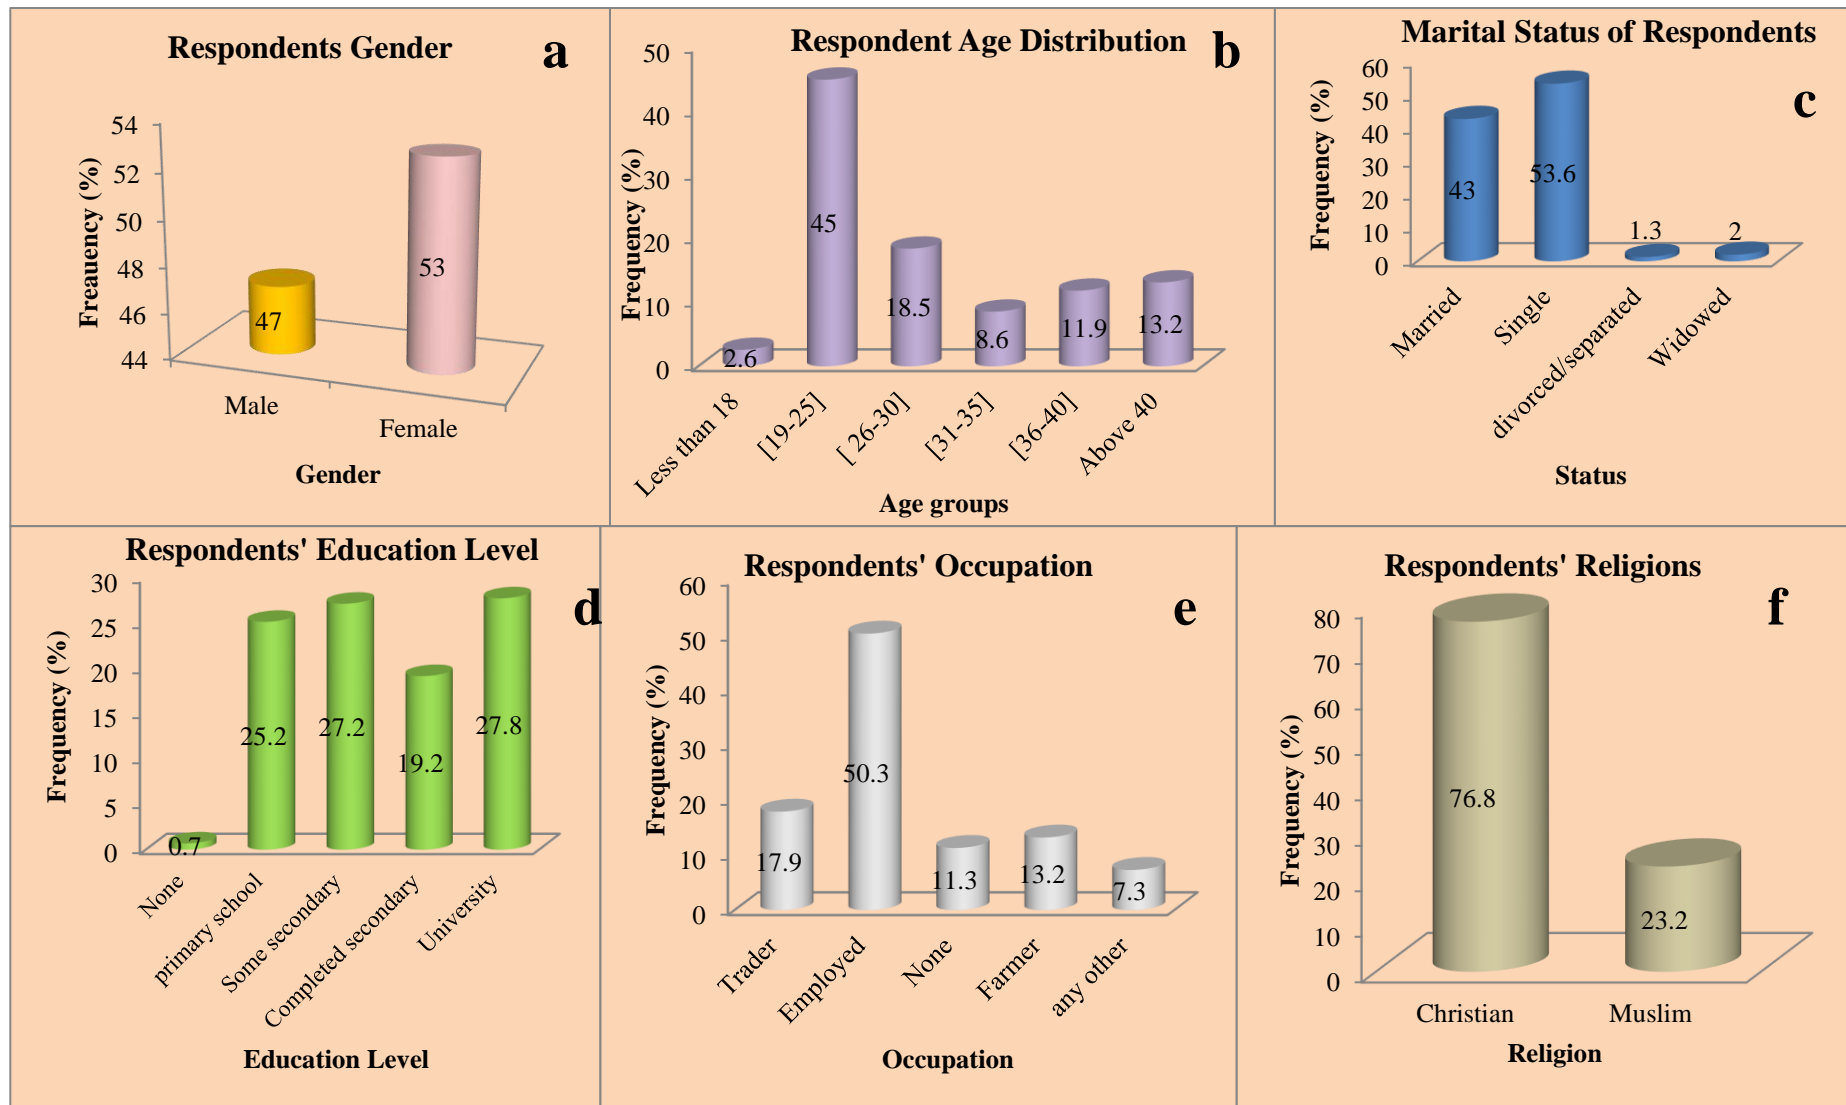 Respondents Gender
a
Freauency (%)
54
52
50
48
46
44
47
53
Male
Female
Gender
Respondent Age Distribution
b
Frequency (%)
50
40
30
20
10
0
2.6
45
18.5
8.6
11.9
13.2
Less than 18
[19-25]
[ 26-30]
[31-35]
[36-40]
Above 40
Age groups
Marital Status of Respondents
c
Frequency (%)
60
50
40
30
20
10
0
43
53.6
1.3
2
Married
Single
divorced/separated
Widowed
Status
Respondents' Education Level
d
Frequency (%)
30
25
20
15
10
5
0
0.7
25.2
27.2
19.2
27.8
None
primary school
Some secondary
Completed secondary
University
Education Level
Respondents' Occupation
e
Frequency (%)
60
50
40
30
20
10
0
17.9
50.3
11.3
13.2
7.3
Trader
Employed
None
Farmer
any other
Occupation
Respondents' Religions
f
Frequency (%)
80
70
60
50
40
30
20
10
0
76.8
23.2
Christian
Muslim
Religion